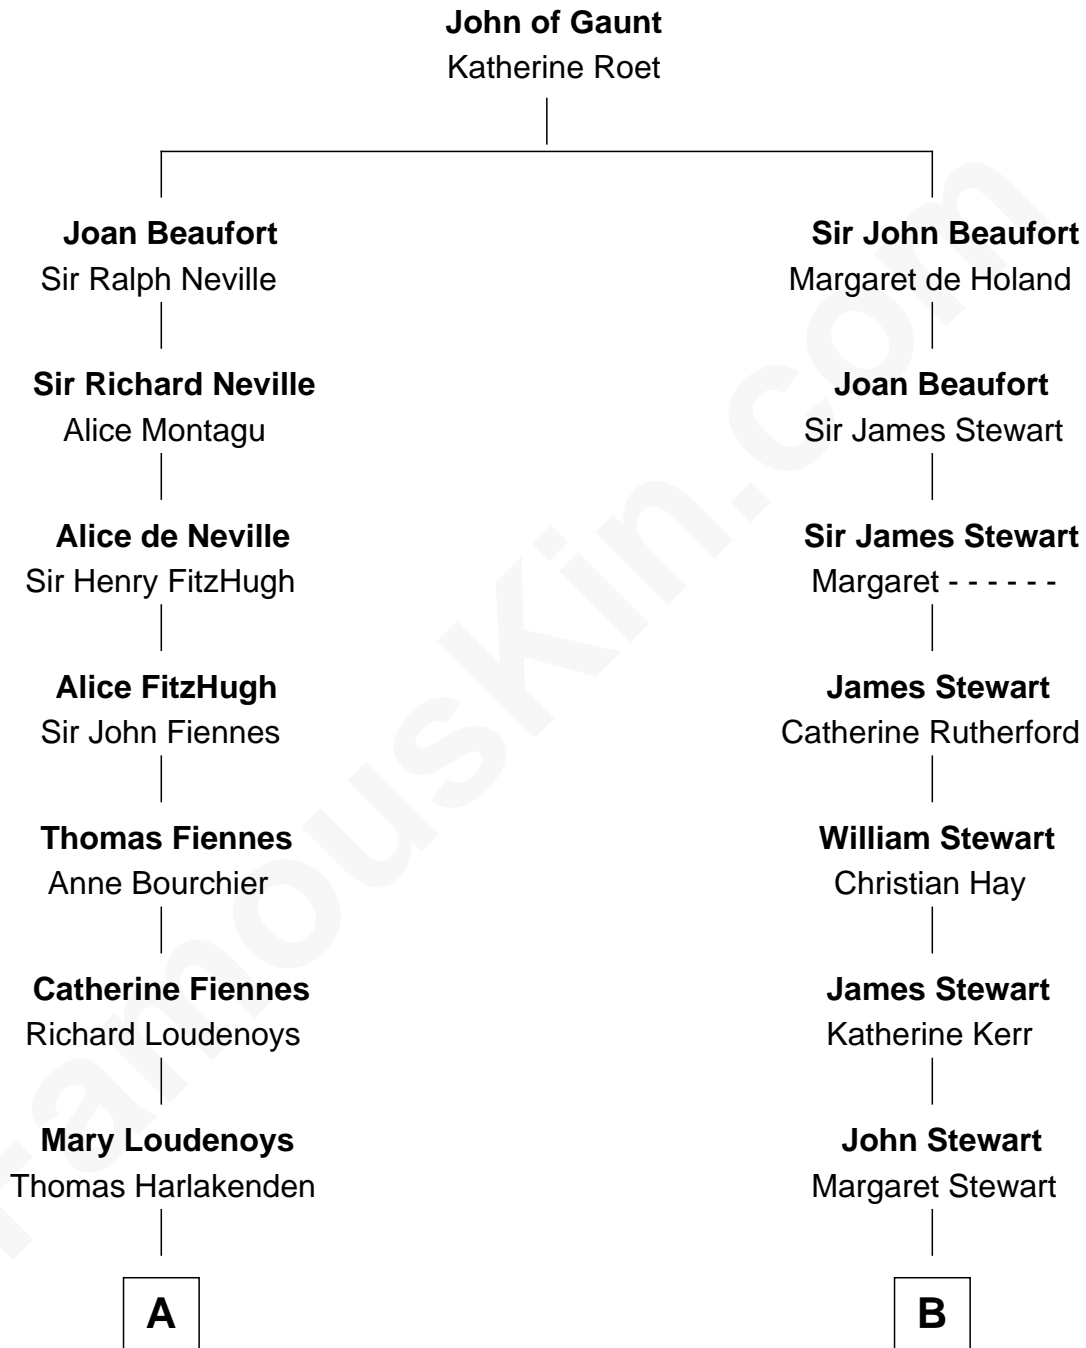 John of Gaunt
Katherine Roet
Joan Beaufort
Sir Ralph Neville
Sir John Beaufort
Margaret de Holand
Sir Richard Neville
Alice Montagu
Joan Beaufort
Sir James Stewart
Alice de Neville
Sir Henry FitzHugh
Sir James Stewart
Margaret - - - - - -
Alice FitzHugh
Sir John Fiennes
James Stewart
Catherine Rutherford
Thomas Fiennes
Anne Bourchier
William Stewart
Christian Hay
Catherine Fiennes
Richard Loudenoys
James Stewart
Katherine Kerr
Mary Loudenoys
Thomas Harlakenden
John Stewart
Margaret Stewart
A
B
FamousKin.com